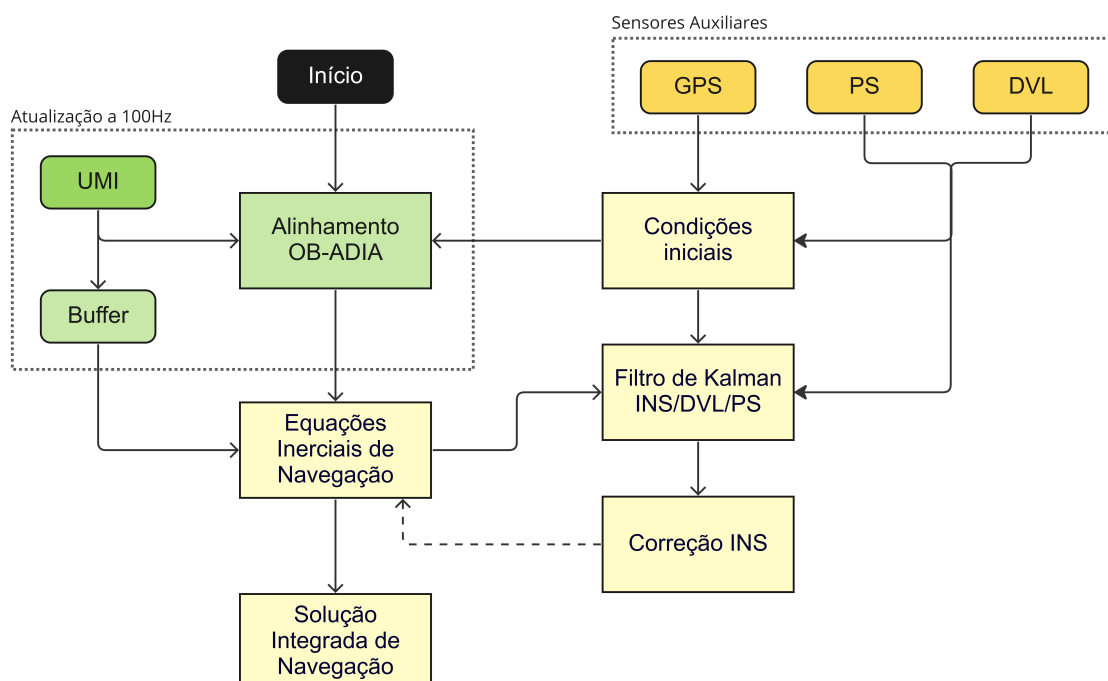 Sensores Auxiliares
Início
GPS
PS
DVL
Atualização a 100Hz
UMI
Alinhamento
OB-ADIA
Condições
iniciais
Buffer
Filtro de Kalman
INS/DVL/PS
Equações
Inerciais de
Navegação
Correção INS
Solução
Integrada de
Navegação